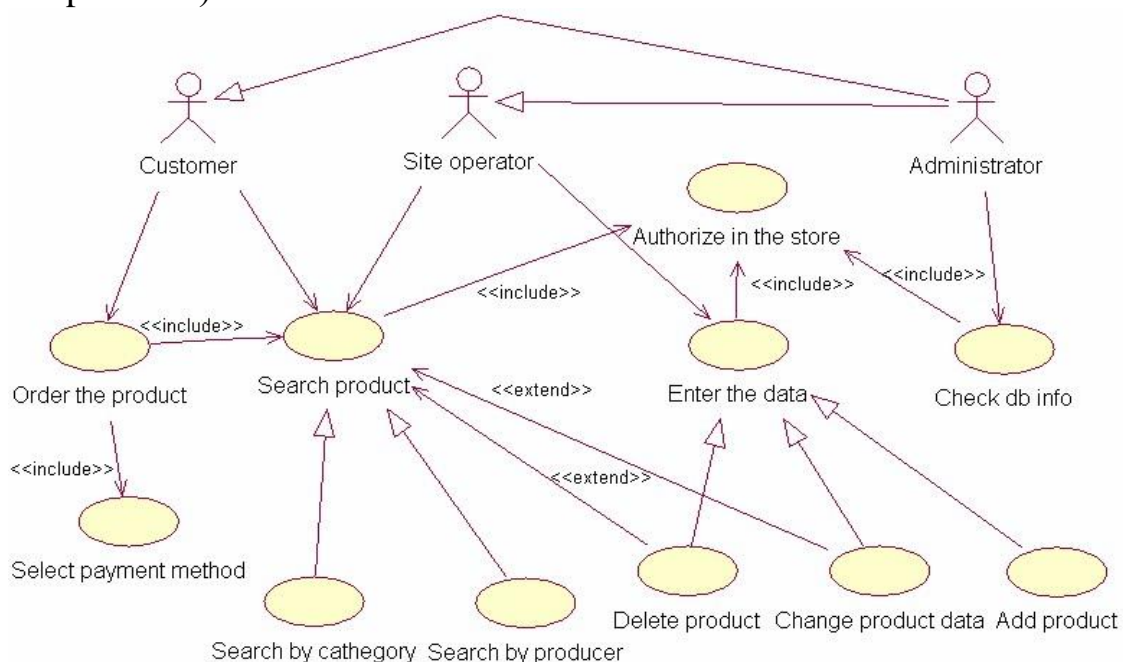 Customer
Site operator
Administrator
Authorize in the store
<<include>>
<<include>>
<<include>>
<<include>>
Order the product
Search product
<<extend>>
Enter the data
Check db info
<<include>>
<<extend>>
Select payment method
Delete product
Change product data
Add product
Search by cathegory
Search by producer